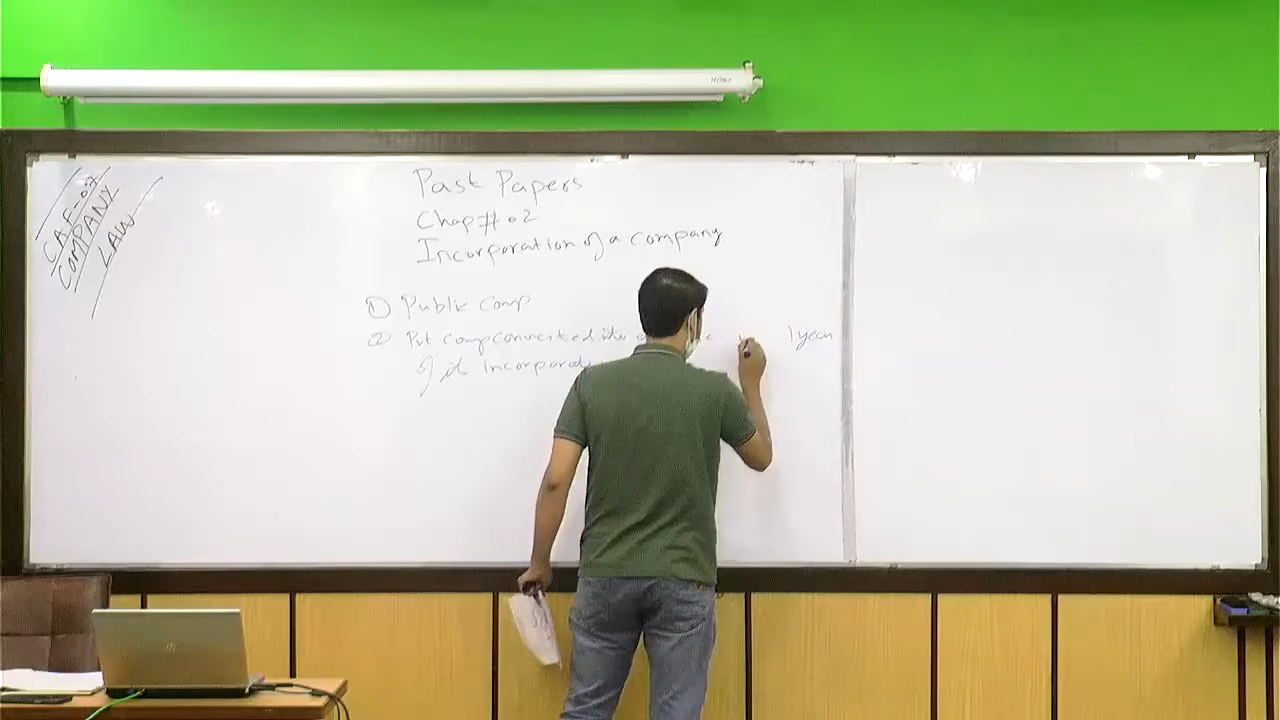 CAF-07
COMPANY
LAW
Past Papers
Chap # 02
Incorporation of a company
① Public Comp
② Pvt comp converted into 1 year
of its incorporat